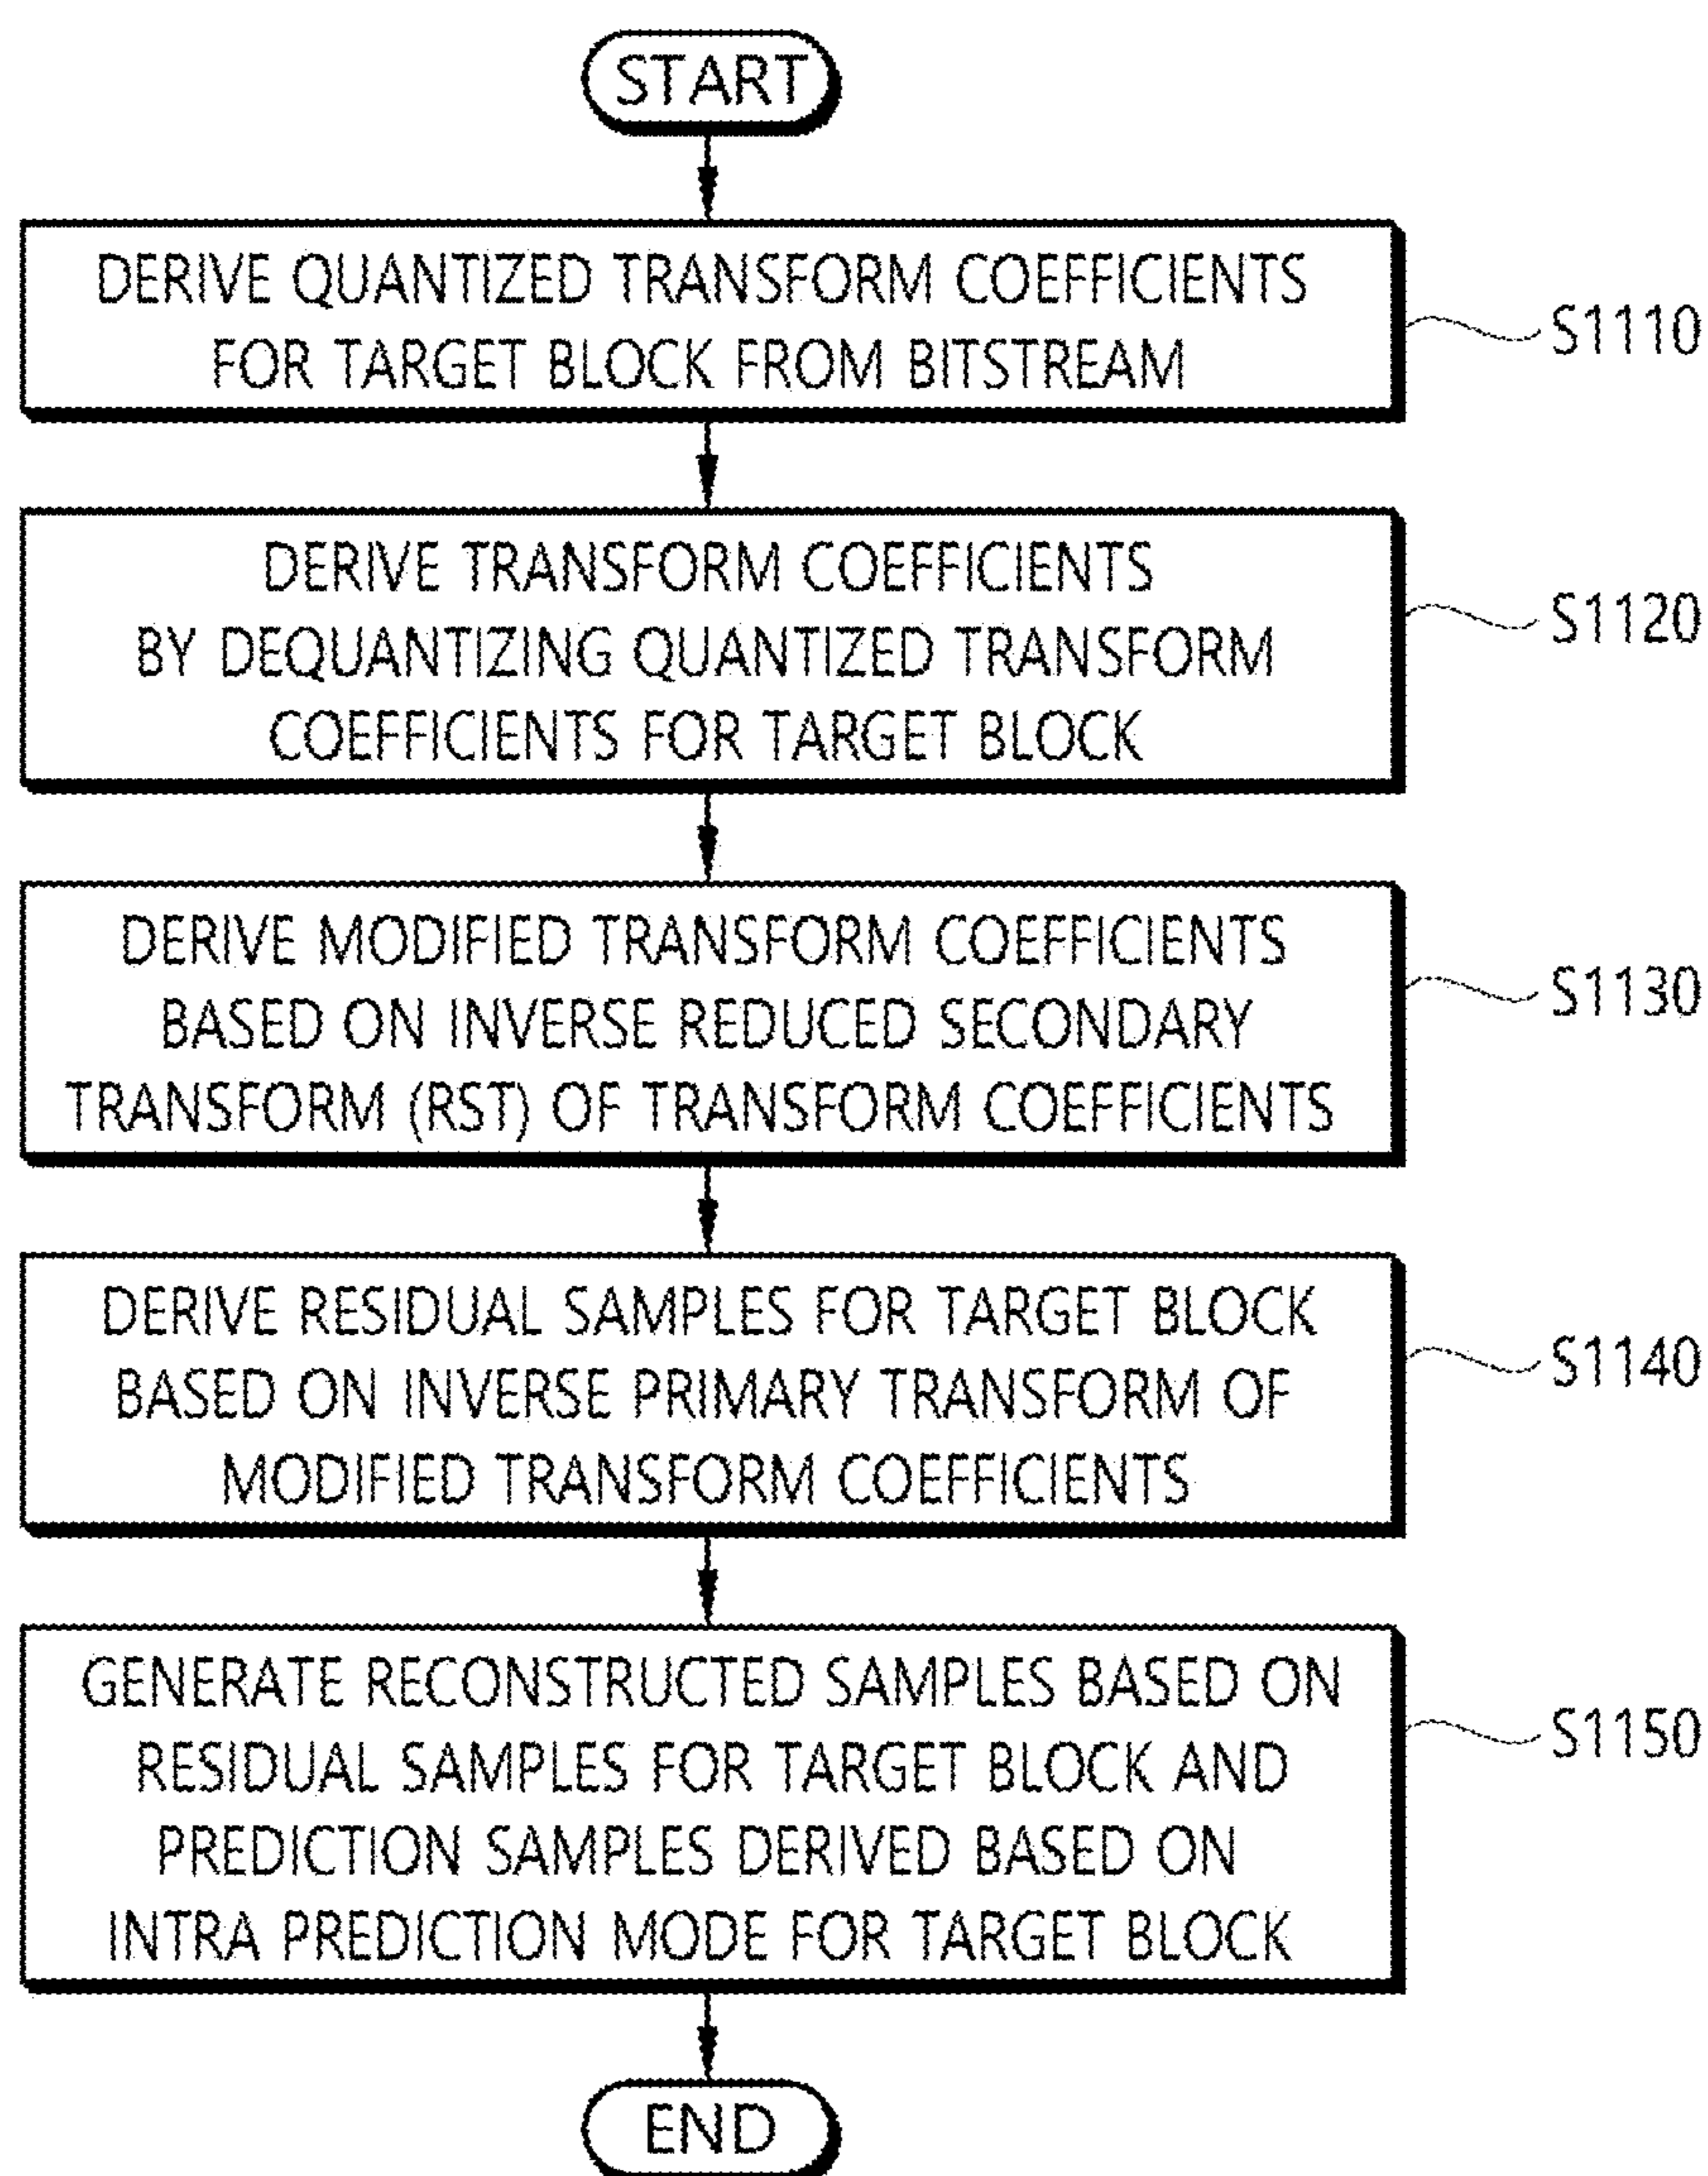 START
DERIVE QUANTIZED TRANSFORM COEFFICIENTS
FOR TARGET BLOCK FROM BITSTREAM
S1110
DERIVE TRANSFORM COEFFICIENTS
BY DEQUANTIZING QUANTIZED TRANSFORM
COEFFICIENTS FOR TARGET BLOCK
S1120
DERIVE MODIFIED TRANSFORM COEFFICIENTS
BASED ON INVERSE REDUCED SECONDARY
TRANSFORM (RST) OF TRANSFORM COEFFICIENTS
S1130
DERIVE RESIDUAL SAMPLES FOR TARGET BLOCK
BASED ON INVERSE PRIMARY TRANSFORM OF
MODIFIED TRANSFORM COEFFICIENTS
S1140
GENERATE RECONSTRUCTED SAMPLES BASED ON
RESIDUAL SAMPLES FOR TARGET BLOCK AND
PREDICTION SAMPLES DERIVED BASED ON
INTRA PREDICTION MODE FOR TARGET BLOCK
S1150
END